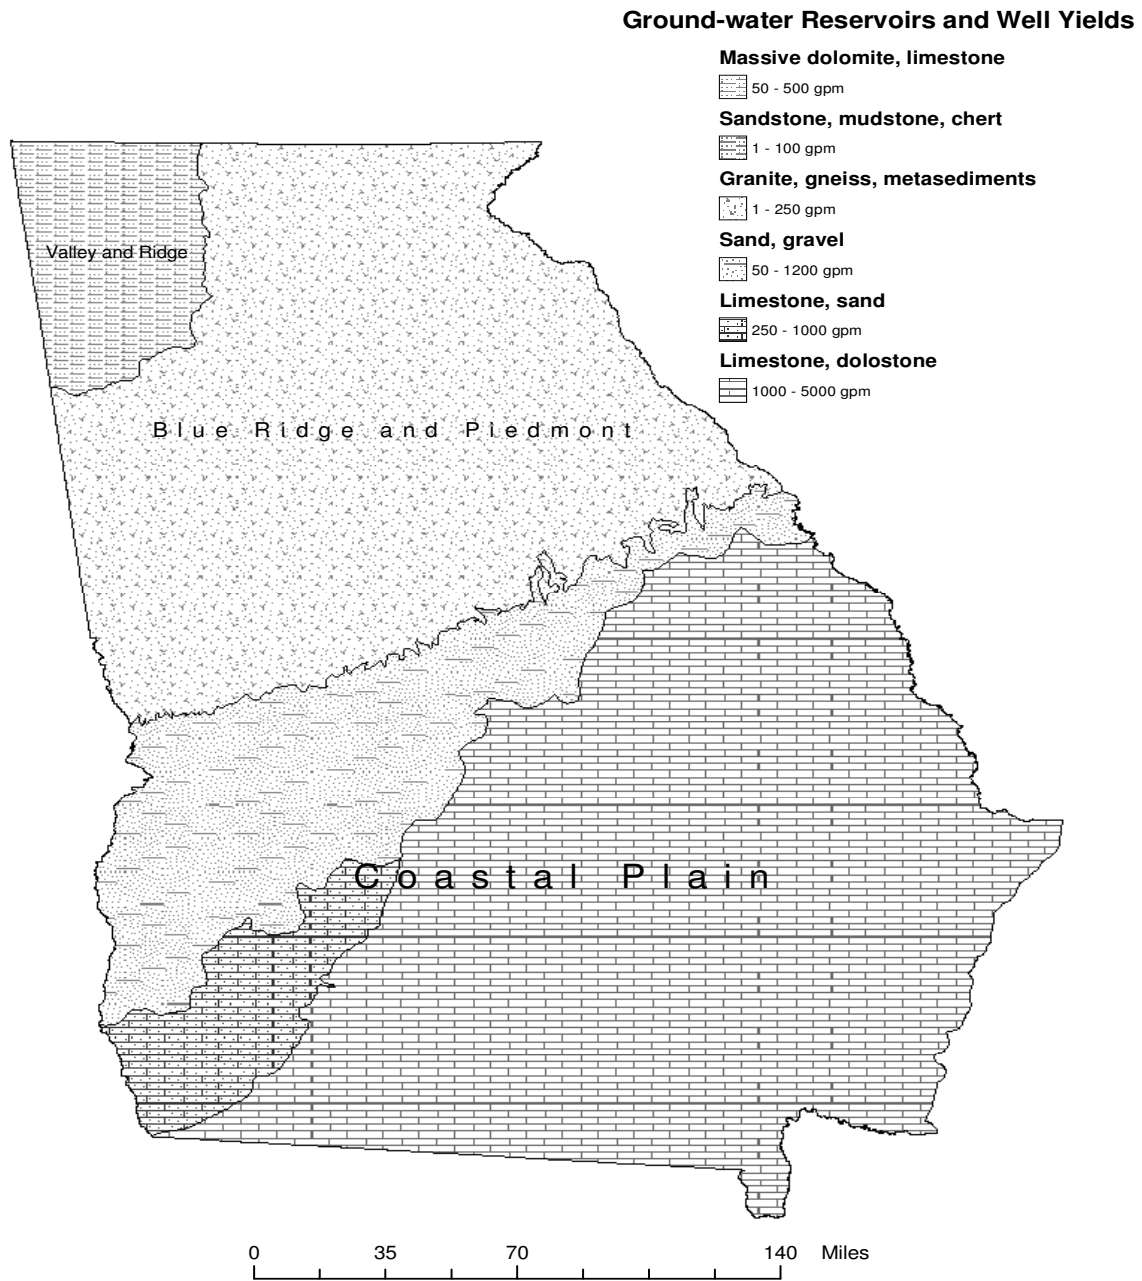 Ground-water Reservoirs and Well Yields
Massive dolomite, limestone
50 - 500 gpm
Sandstone, mudstone, chert
1 - 100 gpm
Granite, gneiss, metasediments
1 - 250 gpm
Sand, gravel
50 - 1200 gpm
Limestone, sand
250 - 1000 gpm
Limestone, dolostone
1000 - 5000 gpm
Valley and Ridge
Blue Ridge and Piedmont
Coastal Plain
0 35 70 140 Miles